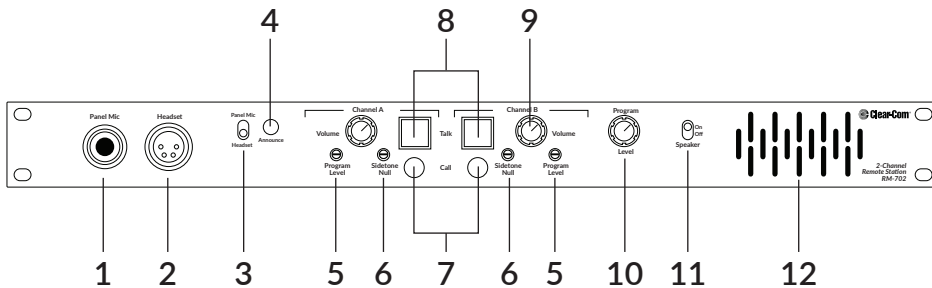 4
8
9
Panel Mic
Headset
Panel Mic
Headset
Announce
Channel A
Volume
Talk
Channel B
Volume
Program
Level
On
Off
Speaker
Clear-Com®
Program
Level
Sidetone
Null
Call
Sidetone
Null
Program
Level
2-Channel
Remote Station
RM-702
1
2
3
5
6
7
6
5
10
11
12